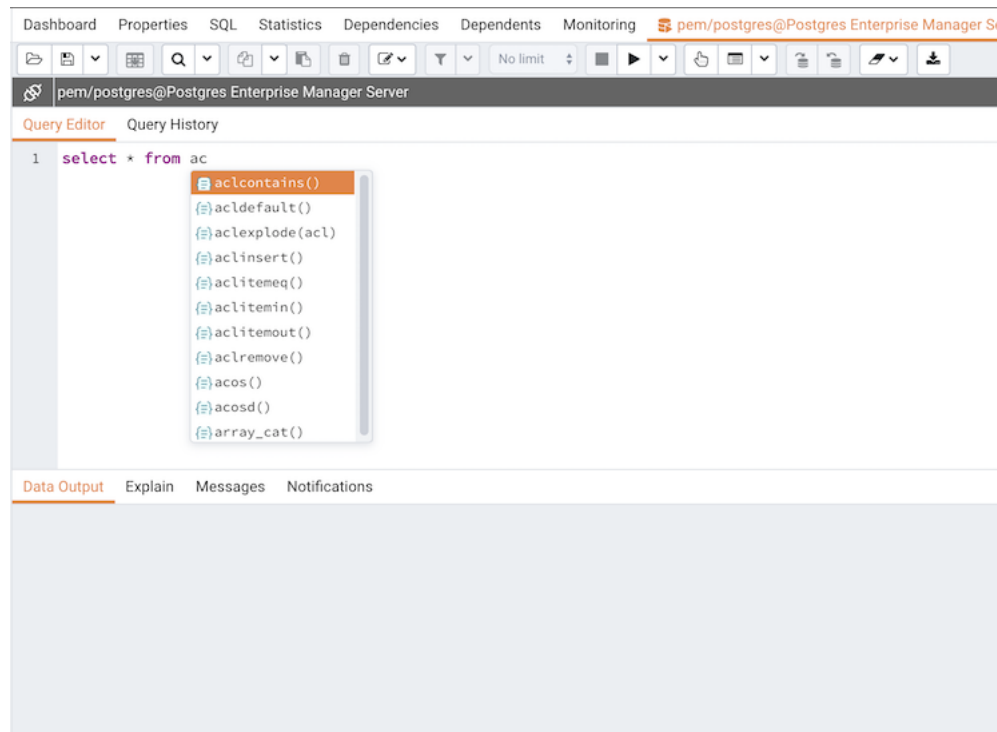 Dashboard Properties SQL Statistics Dependencies Dependents Monitoring pem/postgres@Postgres Enterprise Manager Se
No limit
pem/postgres@Postgres Enterprise Manager Server
Query Editor Query History
1 select * from ac
aclcontains()
acldefault()
aclexplode(acl)
aclinsert()
aclitemeq()
aclitemin()
aclitemout()
aclremove()
acos()
acosd()
array_cat()
Data Output Explain Messages Notifications